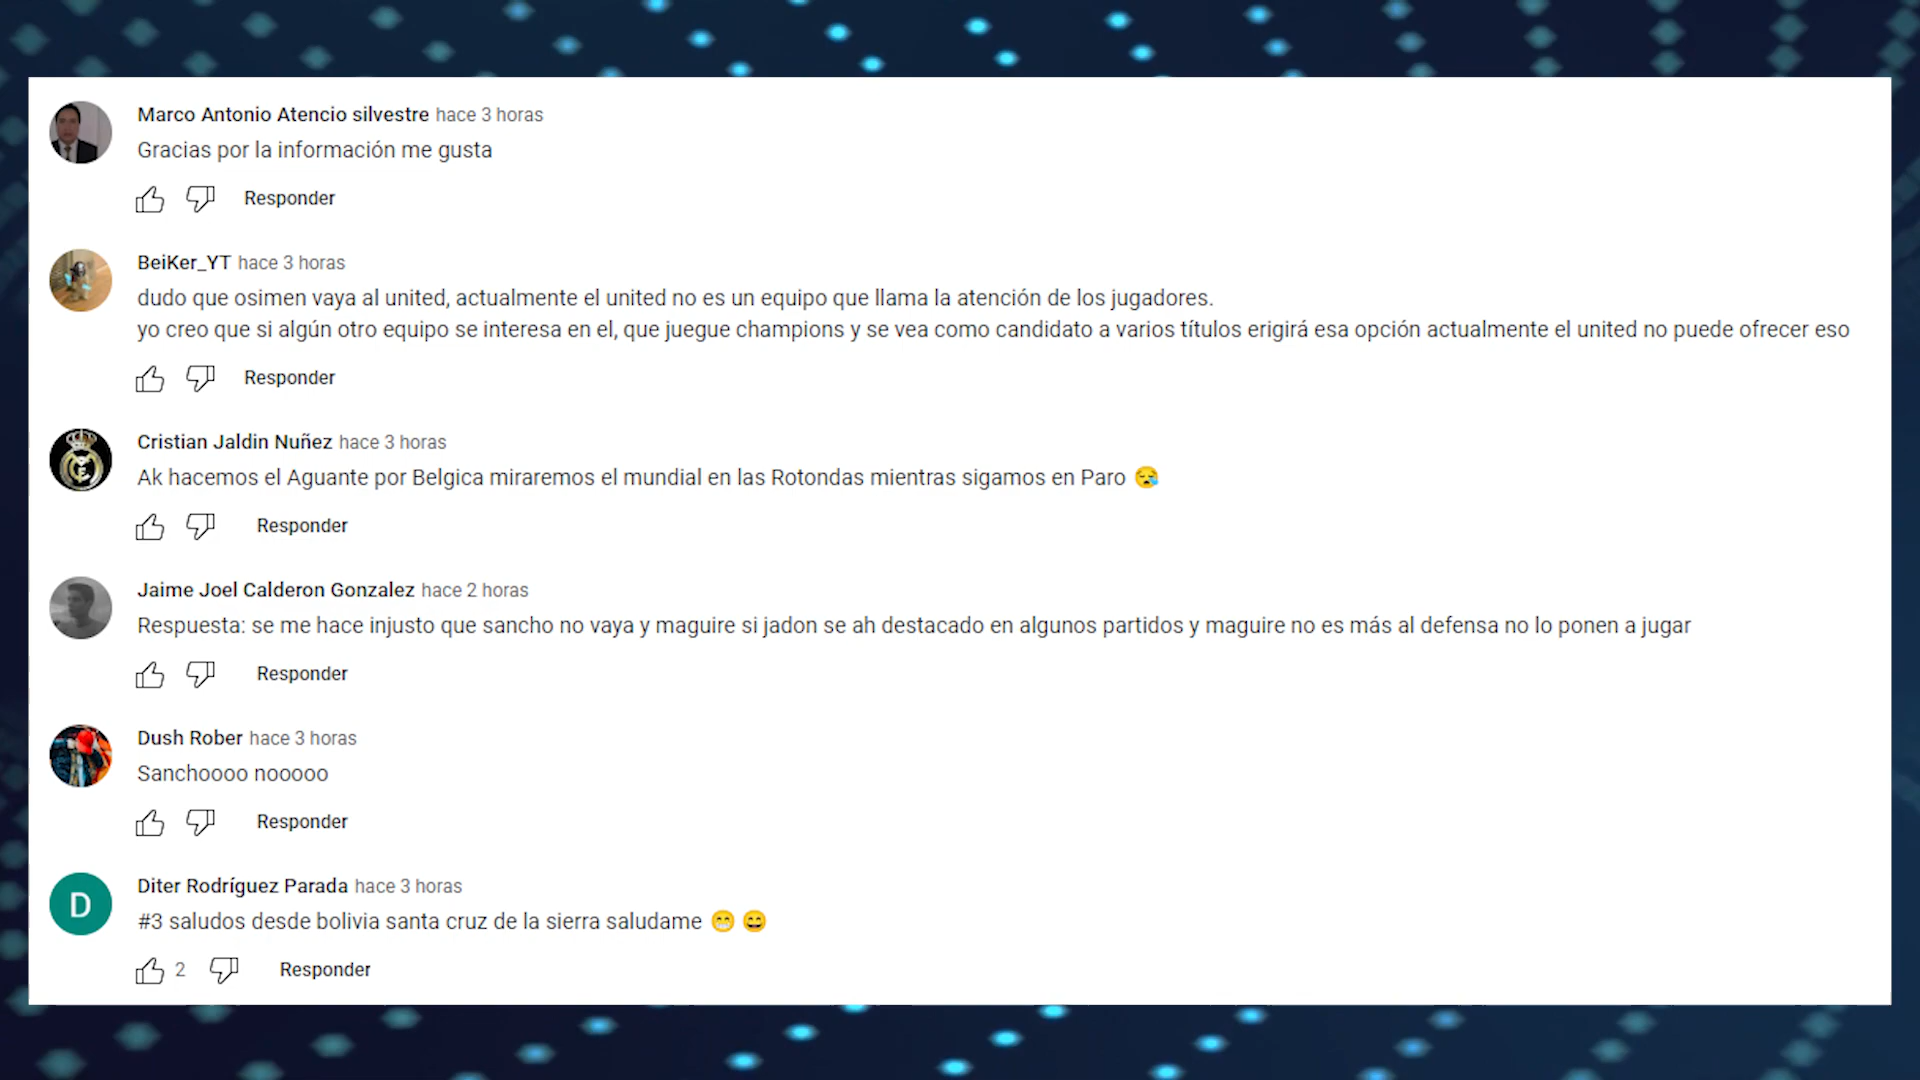 Marco Antonio Atencio silvestre hace 3 horas
Gracias por la información me gusta
Responder
BeiKer_YT hace 3 horas
dudo que osimen vaya al united, actualmente el united no es un equipo que llama la atención de los jugadores.
yo creo que si algún otro equipo se interesa en el, que juegue champions y se vea como candidato a varios títulos erigirá esa opción actualmente el united no puede ofrecer eso
Responder
Cristian Jaldin Nuñez hace 3 horas
Ak hacemos el Aguante por Belgica miraremos el mundial en las Rotondas mientras sigamos en Paro 😪
Responder
Jaime Joel Calderon Gonzalez hace 2 horas
Respuesta: se me hace injusto que sancho no vaya y maguire si jadon se ah destacado en algunos partidos y maguire no es más al defensa no lo ponen a jugar
Responder
Dush Rober hace 3 horas
Sanchoooo nooooo
Responder
D
Diter Rodríguez Parada hace 3 horas
#3 saludos desde bolivia santa cruz de la sierra saludame 😁 😄
2 Responder